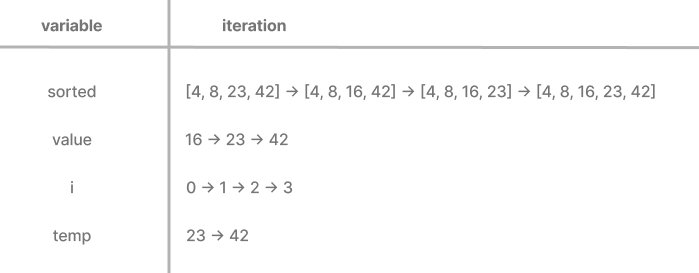 variable iteration
sorted [4, 8, 23, 42] → [4, 8, 16, 42] → [4, 8, 16, 23] → [4, 8, 16, 23, 42]
value 16 → 23 → 42
i 0 → 1 → 2 → 3
temp 23 → 42